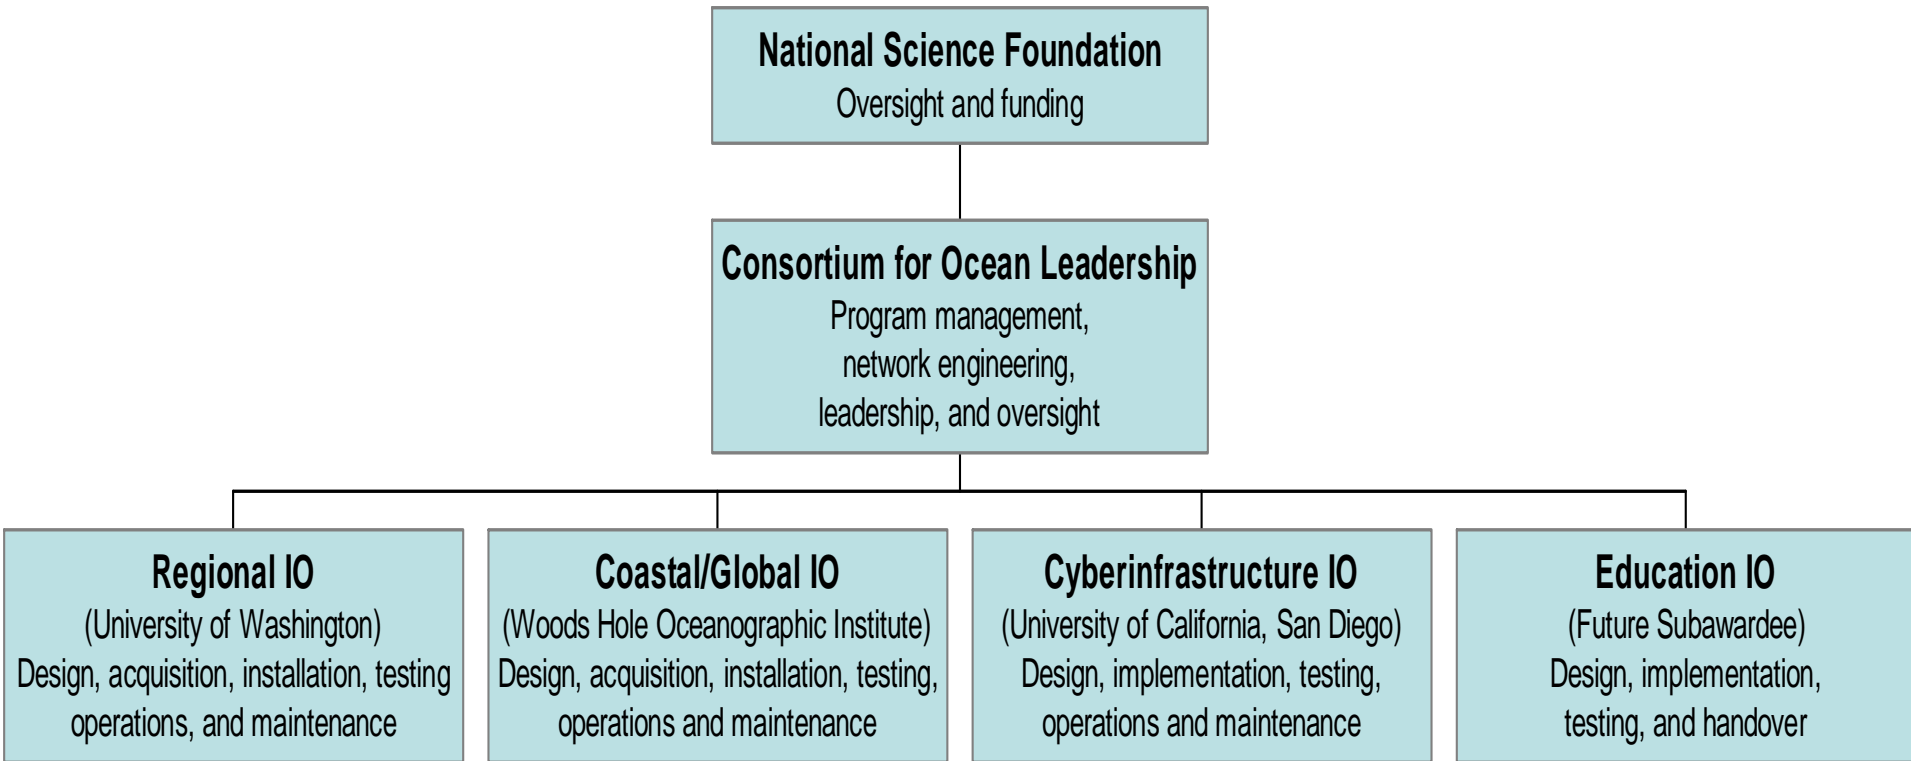 National Science Foundation
Oversight and funding
Consortium for Ocean Leadership
Program management,
network engineering,
leadership, and oversight
Regional IO
(University of Washington)
Design, acquisition, installation, testing
operations, and maintenance
Coastal/Global IO
(Woods Hole Oceanographic Institute)
Design, acquisition, installation, testing,
operations and maintenance
Cyberinfrastructure IO
(University of California, San Diego)
Design, implementation, testing,
operations and maintenance
Education IO
(Future Subawardee)
Design, implementation,
testing, and handover